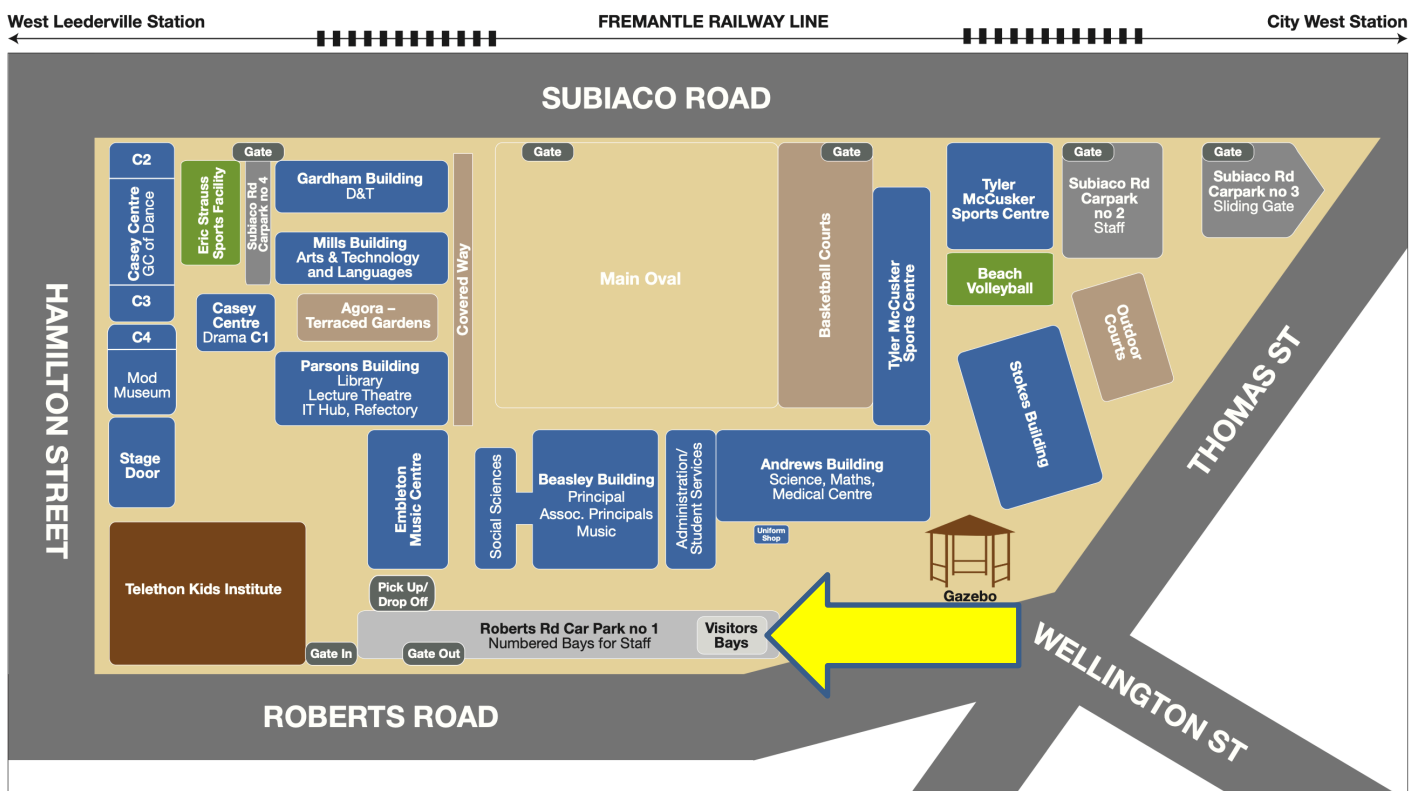 West Leederville Station
FREMANTLE RAILWAY LINE
City West Station
SUBIACO ROAD
C2
Casey Centre
GC of Dance
C3
C4
Mod
Museum
Stage
Door
Eric Strauss
Sports Facility
Gate
Subiaco Rd
Carpark no 4
Gardham Building
D&T
Mills Building
Arts & Technology
and Languages
Casey
Centre
Drama C1
Agora –
Terraced Gardens
Parsons Building
Library
Lecture Theatre
IT Hub, Refectory
Covered Way
Gate
Main Oval
Gate
Basketball Courts
Tyler McCusker
Sports Centre
Tyler
McCusker
Sports Centre
Beach
Volleyball
Gate
Subiaco Rd
Carpark
no 2
Staff
Gate
Subiaco Rd
Carpark no 3
Sliding Gate
Outdoor
Courts
Stokes Building
HAMILTON STREET
THOMAS ST
Embleton
Music Centre
Social Sciences
Beasley Building
Principal
Assoc. Principals
Music
Administration/
Student Services
Andrews Building
Science, Maths,
Medical Centre
Uniform
Shop
Gazebo
Telethon Kids Institute
Pick Up/
Drop Off
Roberts Rd Car Park no 1
Numbered Bays for Staff
Visitors
Bays
Gate In
Gate Out
ROBERTS ROAD
WELLINGTON ST